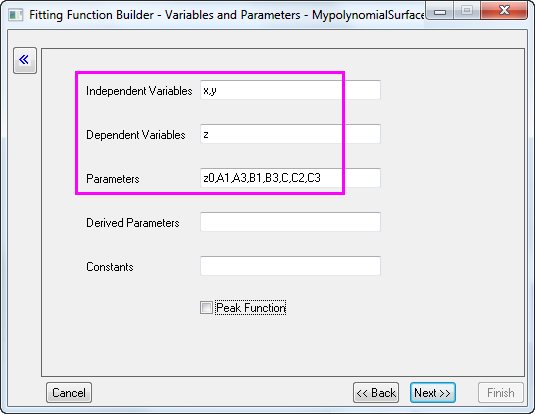 Fitting Function Builder - Variables and Parameters - MypolynomialSurface
Independent Variables x,y
Dependent Variables z
Parameters z0,A1,A3,B1,B3,C,C2,C3
Derived Parameters
Constants
Peak Function
Cancel << Back Next >> Finish